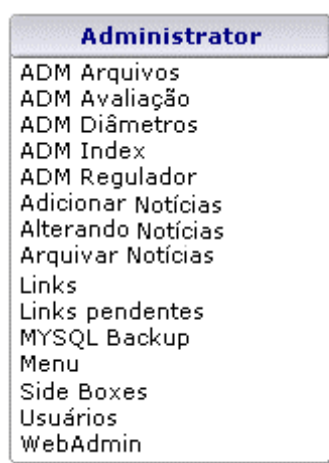 Administrator
ADM Arquivos
ADM Avaliação
ADM Diâmetros
ADM Index
ADM Regulador
Adicionar Notícias
Alterando Notícias
Arquivar Notícias
Links
Links pendentes
MYSQL Backup
Menu
Side Boxes
Usuários
WebAdmin